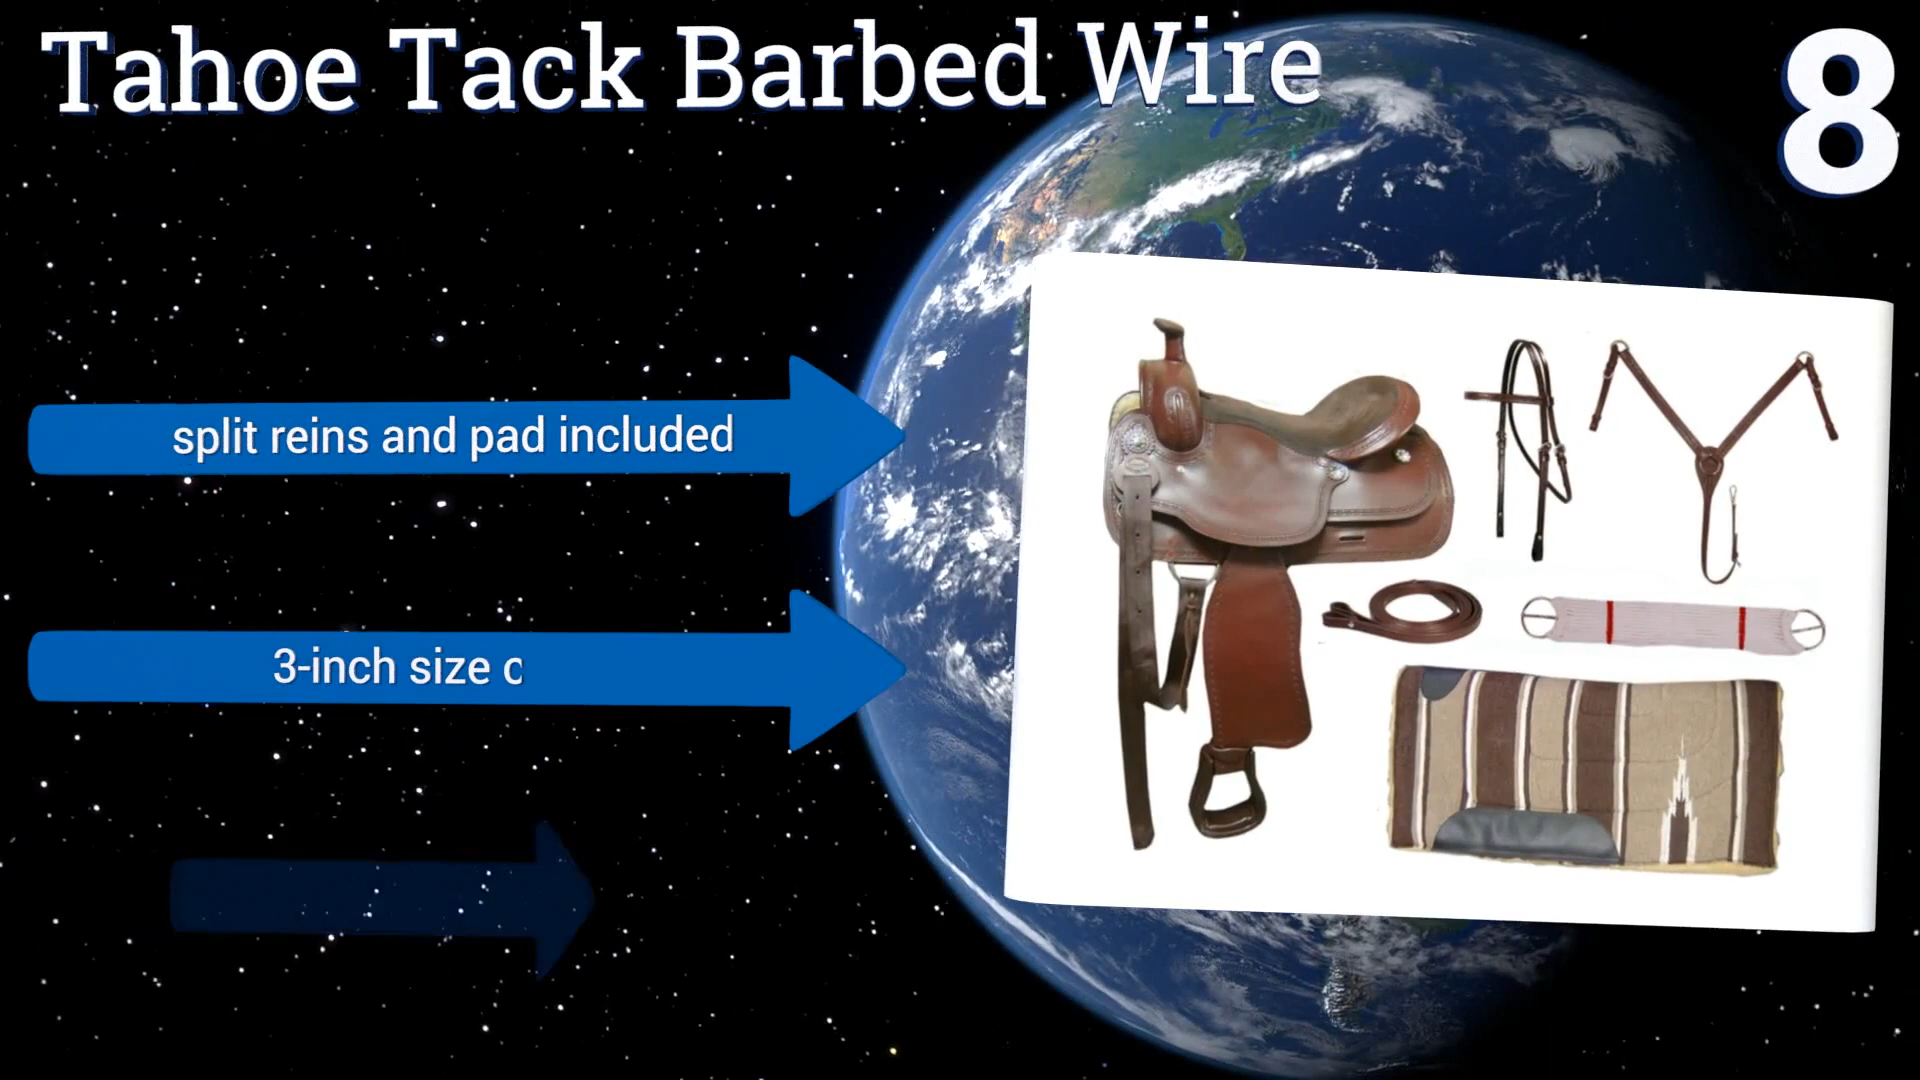 Tahoe Tack Barbed Wire
8
split reins and pad included
3-inch size